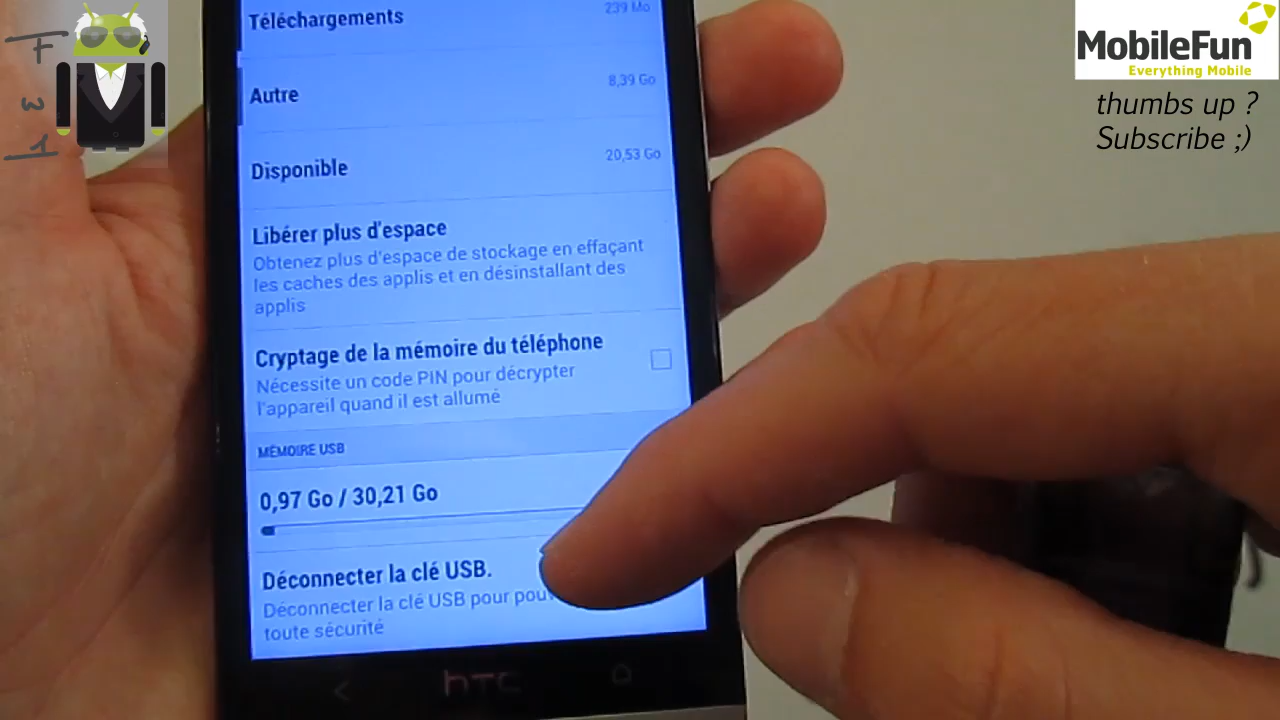 Téléchargements 239 Mo
Autre 8,39 Go
Disponible 20,53 Go
Libérer plus d'espace
Obtenez plus d'espace de stockage en effaçant
les caches des applis et en désinstallant des
applis
Cryptage de la mémoire du téléphone
Nécessite un code PIN pour décrypter
l'appareil quand il est allumé
MÉMOIRE USB
0,97 Go / 30,21 Go
Déconnecter la clé USB.
Déconnecter la clé USB pour
toute sécurité
hTC
MobileFun
Everything Mobile
thumbs up ?
Subscribe ;)